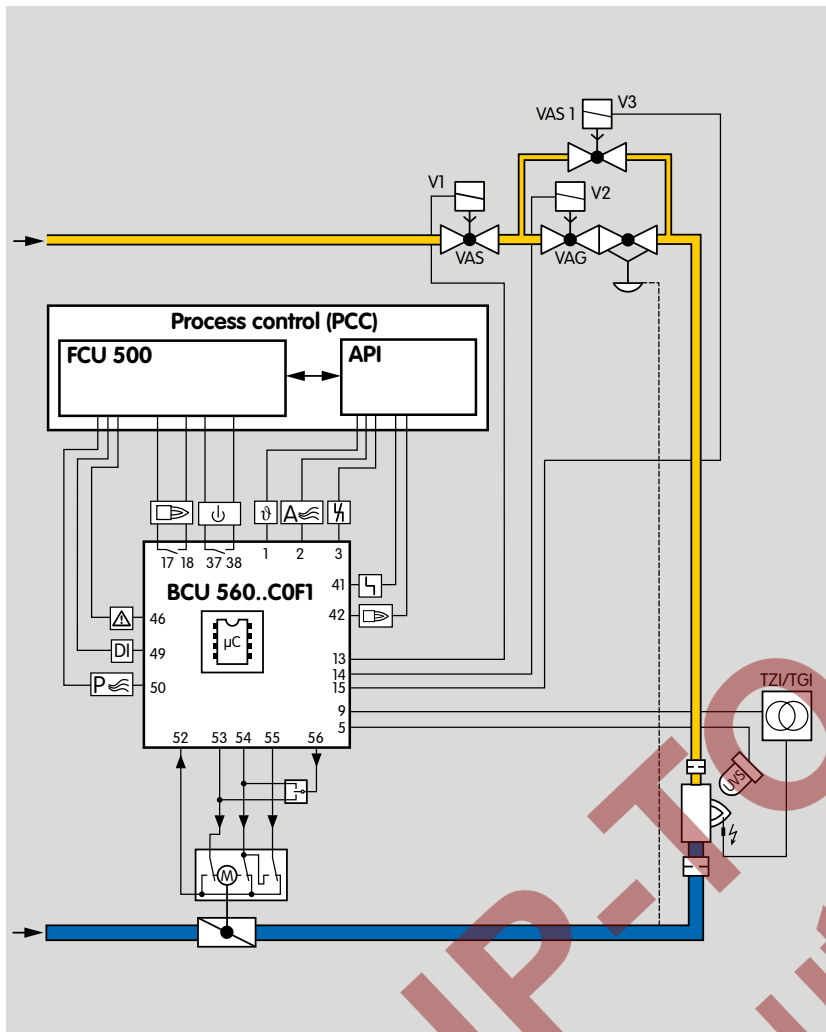 V3
VAS 1
V1
V2
VAS
VAG
Process control (PCC)
FCU 500
API
ϑ
A
17 18 37 38 1 2 3
BCU 560..C0F1
µC
41
42
46
49
50
DI
P
13
14
15
9
5
TZI/TGI
UVS
52 53 54 55 56
M
IP-TO